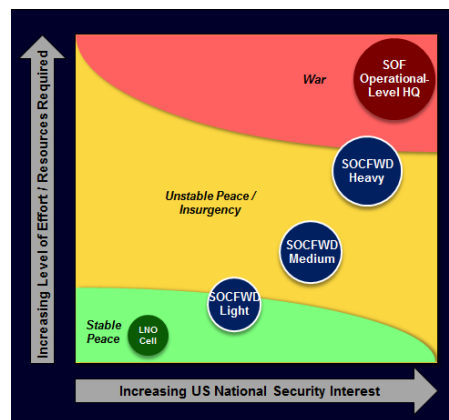 Increasing Level of Effort / Resources Required
War
SOF
Operational-
Level HQ
SOCFWD
Heavy
Unstable Peace /
Insurgency
SOCFWD
Medium
SOCFWD
Light
Stable
Peace
LNO
Cell
Increasing US National Security Interest